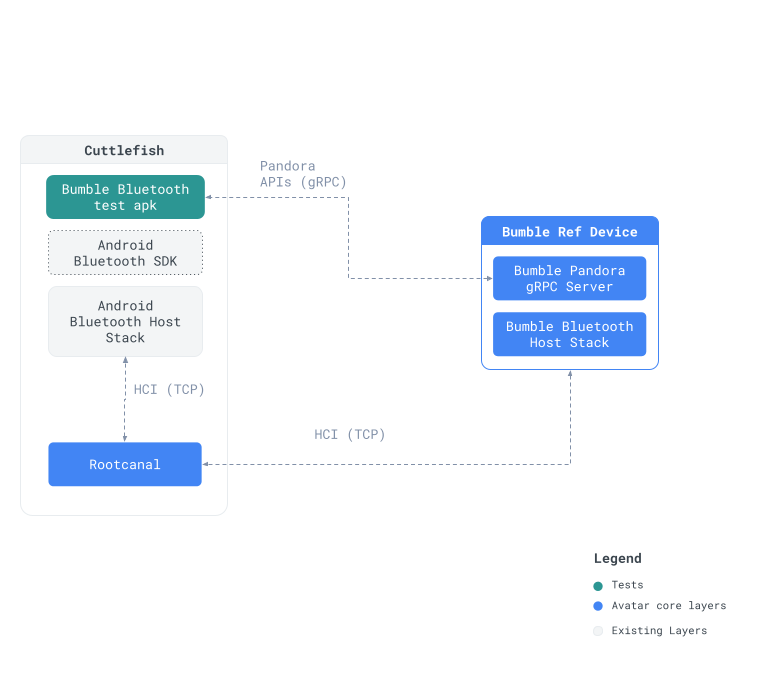 Cuttlefish
Bumble Bluetooth
test apk
Android
Bluetooth SDK
Android
Bluetooth Host
Stack
HCI (TCP)
Rootcanal
Pandora
APIs (gRPC)
HCI (TCP)
Bumble Ref Device
Bumble Pandora
gRPC Server
Bumble Bluetooth
Host Stack
Legend
Tests
Avatar core layers
Existing Layers